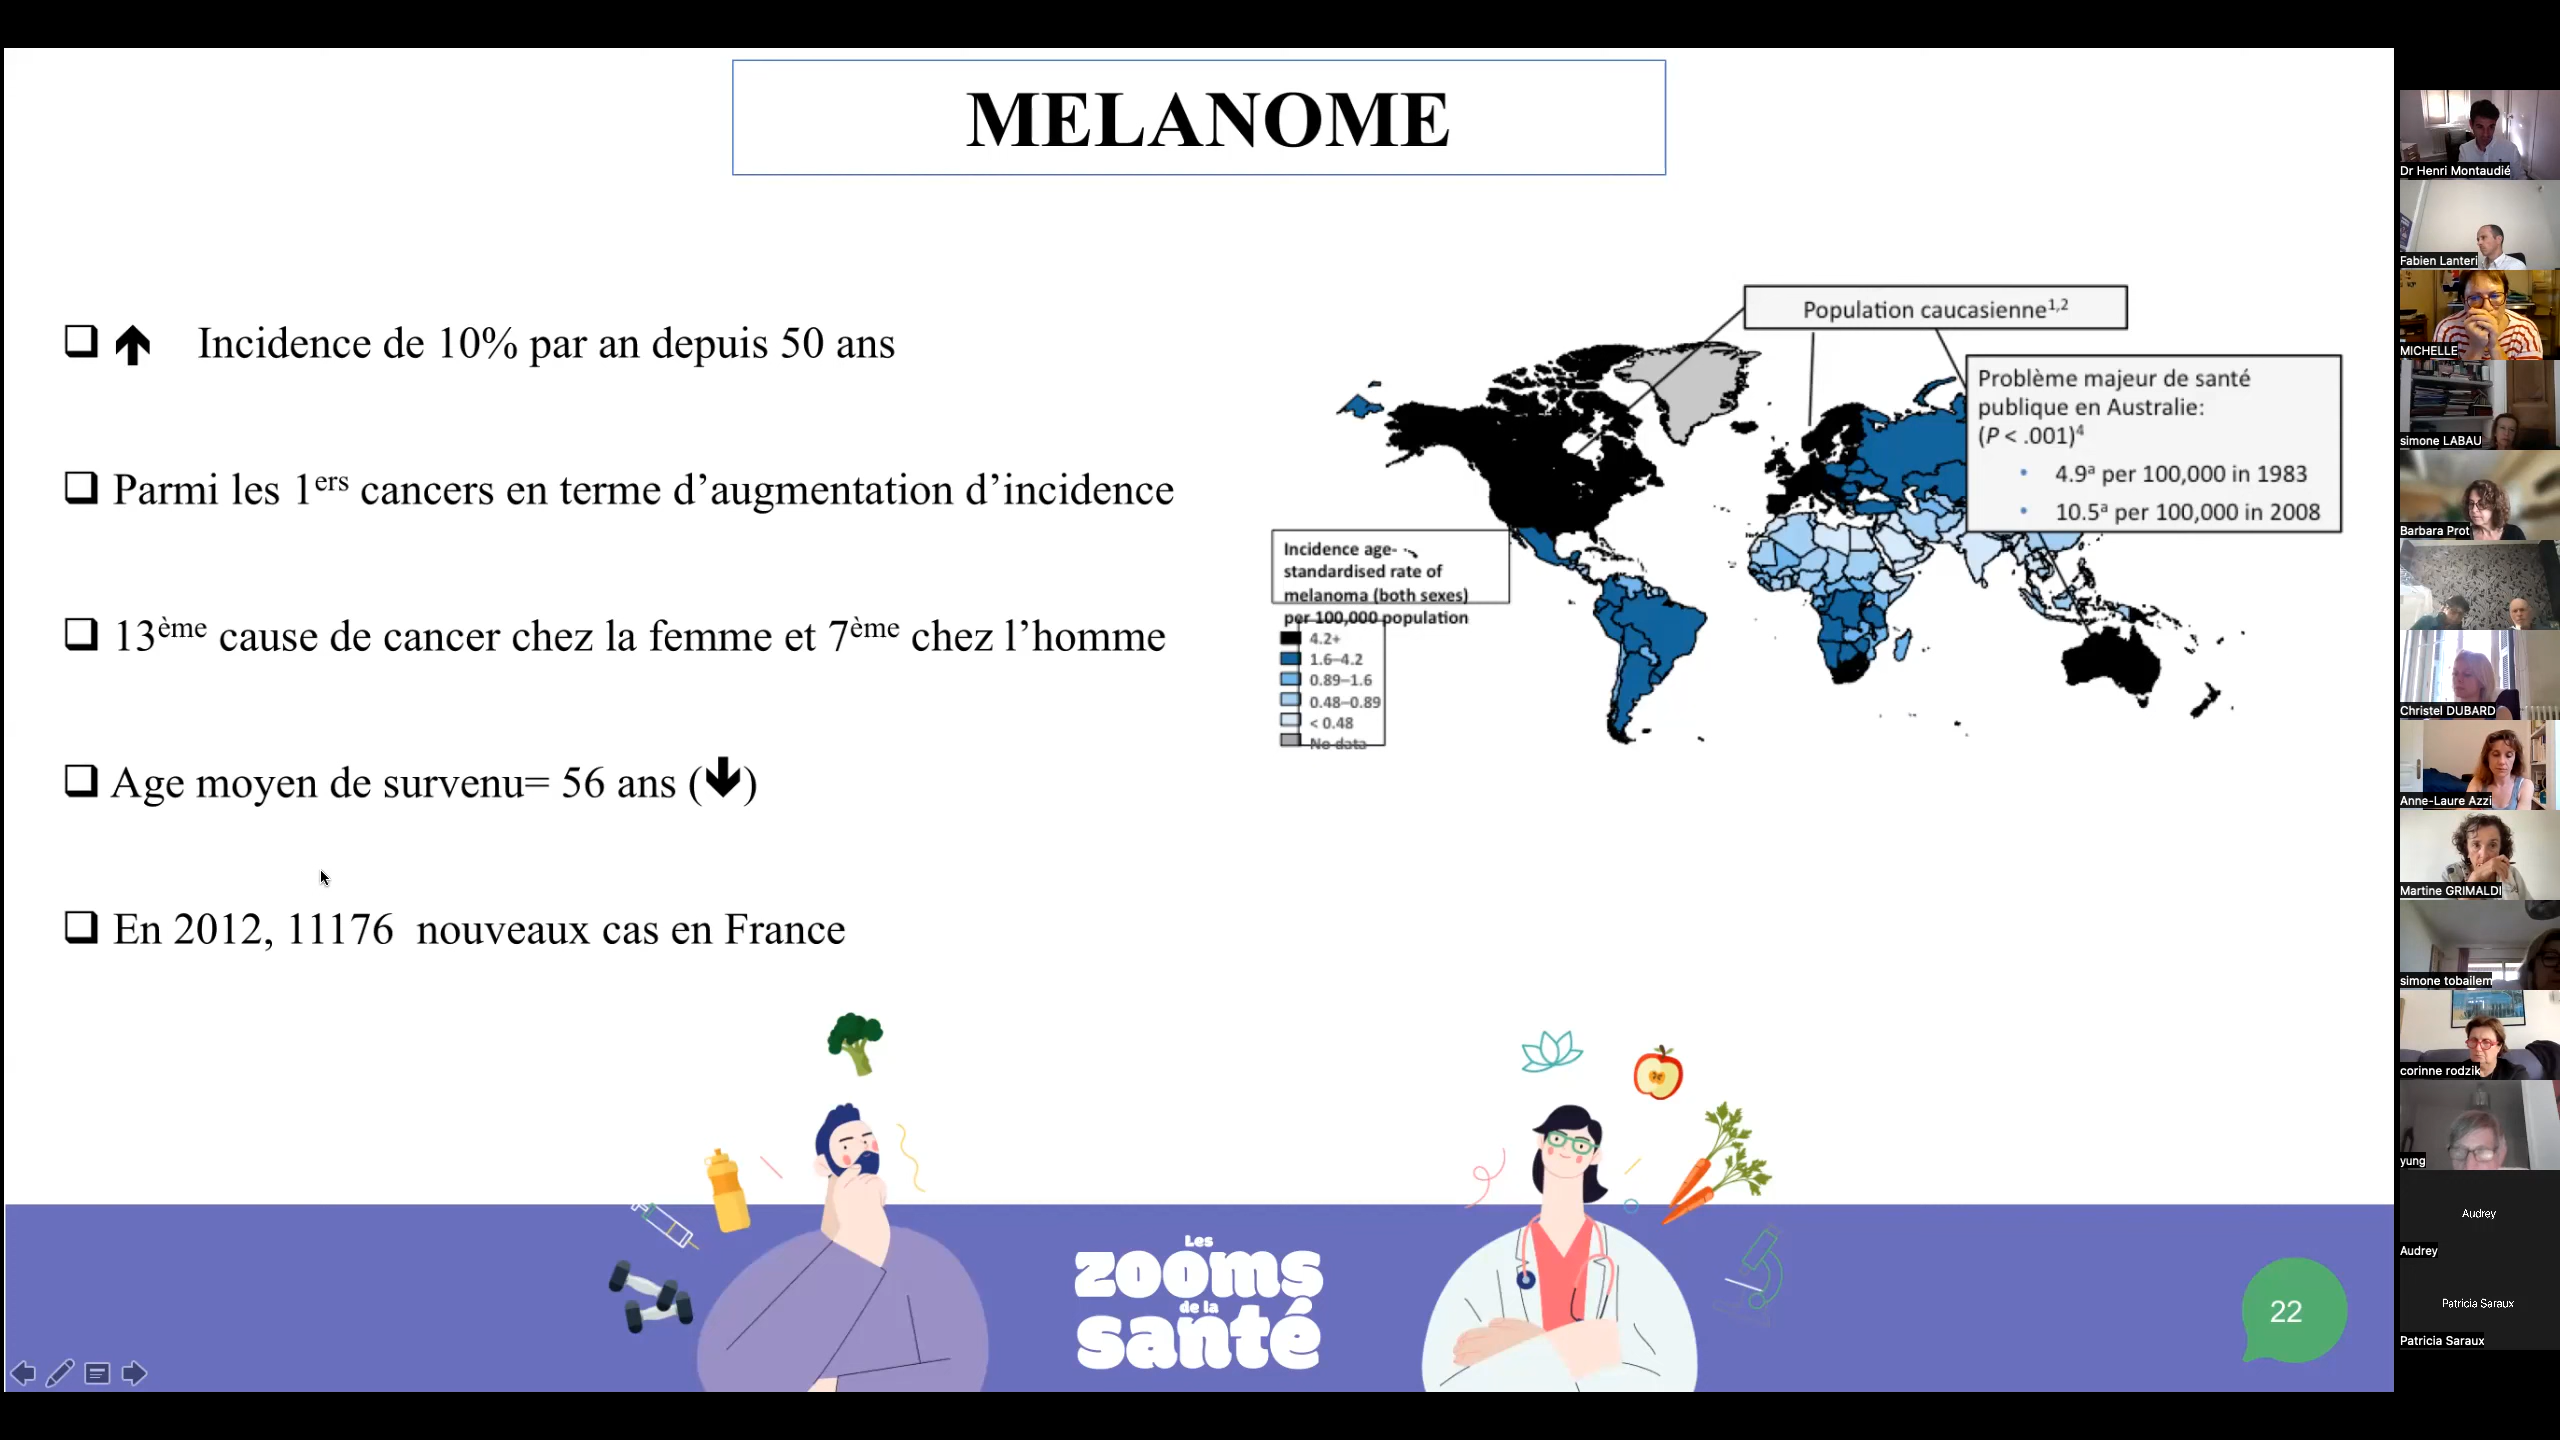 MELANOME
Incidence de 10% par an depuis 50 ans
Parmi les 1ers cancers en terme d’augmentation d’incidence
13ème cause de cancer chez la femme et 7ème chez l’homme
Age moyen de survenu= 56 ans (🡻)
En 2012, 11176 nouveaux cas en France
Population caucasienne1,2
Problème majeur de santé
publique en Australie:
(P < .001)4
• 4.9a per 100,000 in 1983
• 10.5a per 100,000 in 2008
Incidence age-
standardised rate of
melanoma (both sexes)
per 100,000 population
4.2+
1.6–4.2
0.89–1.6
0.48–0.89
< 0.48
No data
Les
zooms
de la
santé
22
Dr Henri Montaudié
Fabien Lanteri
MICHELLE
simone LABAU
Barbara Prot
Christel DUBARD
Anne-Laure Azzi
Martine GRIMALDI
simone tobailem
corinne rodzik
yung
Audrey
Audrey
Patricia Saraux
Patricia Saraux